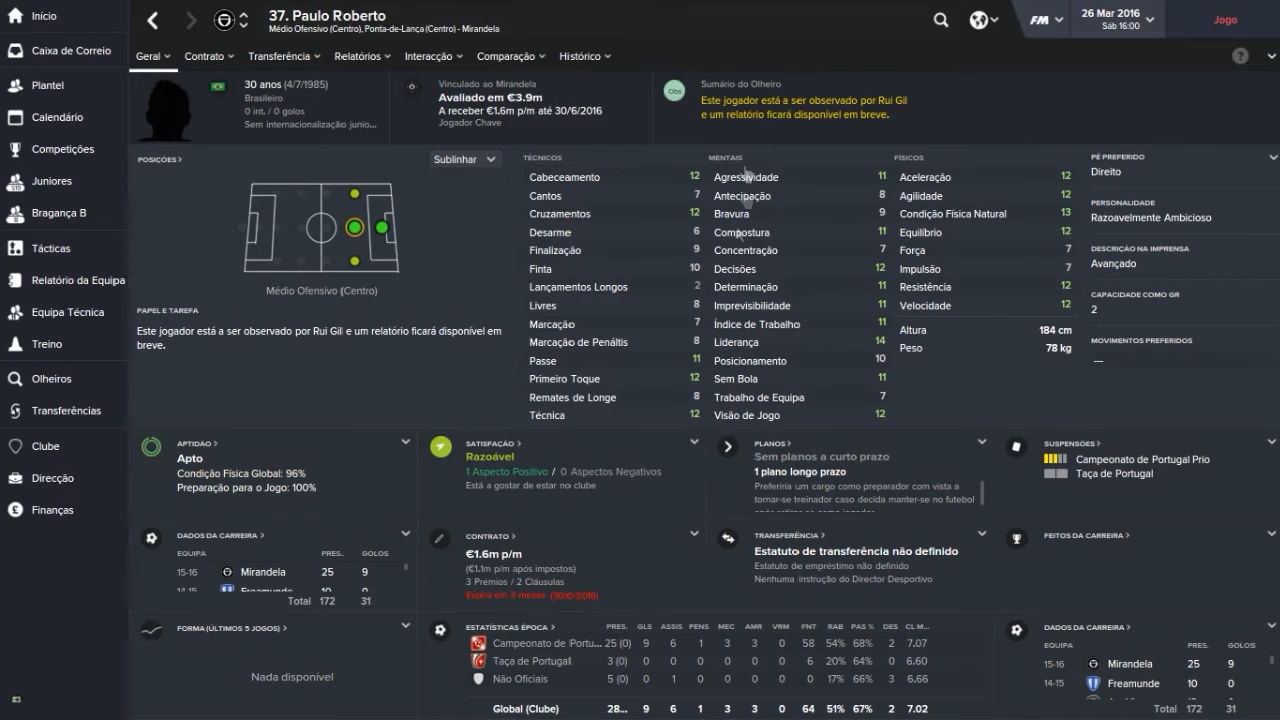 Início
Caixa de Correio
Plantel
Calendário
Competições
Juniores
Bragança B
Tácticas
Relatório da Equipa
Equipa Técnica
Treino
Olheiros
Transferências
Clube
Direcção
Finanças
37. Paulo Roberto
Médio Ofensivo (Centro), Ponta-de-Lança (Centro) - Mirandela
FM
26 Mar 2016
Sáb 16:00
Jogo
Geral Contrato Transferência Relatórios Interacção Comparação Histórico
?
30 anos (4/7/1985)
Brasileiro
0 int. / 0 golos
Sem internacionalização junio...
Vinculado ao Mirandela
Avaliado em €3.9m
A receber €1.6m p/m até 30/6/2016
Jogador Chave
Obs
Sumário do Olheiro
Este jogador está a ser observado por Rui Gil
e um relatório ficará disponível em breve.
POSIÇÕES
Sublinhar
Médio Ofensivo (Centro)
PAPEL E TAREFA
Este jogador está a ser observado por Rui Gil e um relatório ficará disponível em
breve.
TÉCNICOS
Cabeceamento 12
Cantos 7
Cruzamentos 12
Desarme 6
Finalização 9
Finta 10
Lançamentos Longos 2
Livres 8
Marcação 7
Marcação de Penáltis 8
Passe 11
Primeiro Toque 12
Remates de Longe 8
Técnica 12
MENTAIS
Agressividade 11
Antecipação 8
Bravura 9
Compostura 11
Concentração 7
Decisões 12
Determinação 11
Imprevisibilidade 11
Índice de Trabalho 11
Liderança 14
Posicionamento 10
Sem Bola 11
Trabalho de Equipa 7
Visão de Jogo 12
FÍSICOS
Aceleração 12
Agilidade 12
Condição Física Natural 13
Equilíbrio 12
Força 7
Impulsão 7
Resistência 12
Velocidade 12
Altura 184 cm
Peso 78 kg
PÉ PREFERIDO
Direito
PERSONALIDADE
Razoavelmente Ambicioso
DESCRIÇÃO NA IMPRENSA
Avançado
CAPACIDADE COMO GR
2
MOVIMENTOS PREFERIDOS
---
APTIDÃO
Apto
Condição Física Global: 96%
Preparação para o Jogo: 100%
SATISFAÇÃO
Razoável
1 Aspecto Positivo / 0 Aspectos Negativos
Está a gostar de estar no clube
PLANOS
Sem planos a curto prazo
1 plano longo prazo
Preferiria um cargo como preparador com vista a
tornar-se treinador caso decida manter-se no futebol
após retirar-se como jogador
SUSPENSÕES
Campeonato de Portugal Prio
Taça de Portugal
DADOS DA CARREIRA
EQUIPA PRES. GOLOS
15-16 Mirandela 25 9
14-15 Freamunde 10 0
Total 172 31
CONTRATO
€1.6m p/m
(€1.1m p/m após impostos)
3 Prémios / 2 Cláusulas
Expira em 3 meses (30/6/2016)
TRANSFERÊNCIA
Estatuto de transferência não definido
Estatuto de empréstimo não definido
Nenhuma instrução do Director Desportivo
FEITOS DA CARREIRA
FORMA (ÚLTIMOS 5 JOGOS)
Nada disponível
ESTATÍSTICAS ÉPOCA PRES. GLS ASSIS PENS MEC AMR VRM FNT RAB PAS % DES CL M...
Campeonato de Portu... 25 (0) 9 6 1 3 3 0 58 54% 68% 2 7.07
Taça de Portugal 3 (0) 0 0 0 0 0 0 6 20% 64% 0 6.60
Não Oficiais 5 (0) 0 1 0 0 0 0 0 17% 66% 3 6.66
Global (Clube) 28... 9 6 1 3 3 0 64 51% 67% 2 7.02
DADOS DA CARREIRA
EQUIPA PRES. GOLOS
15-16 Mirandela 25 9
14-15 Freamunde 10 0
Total 172 31